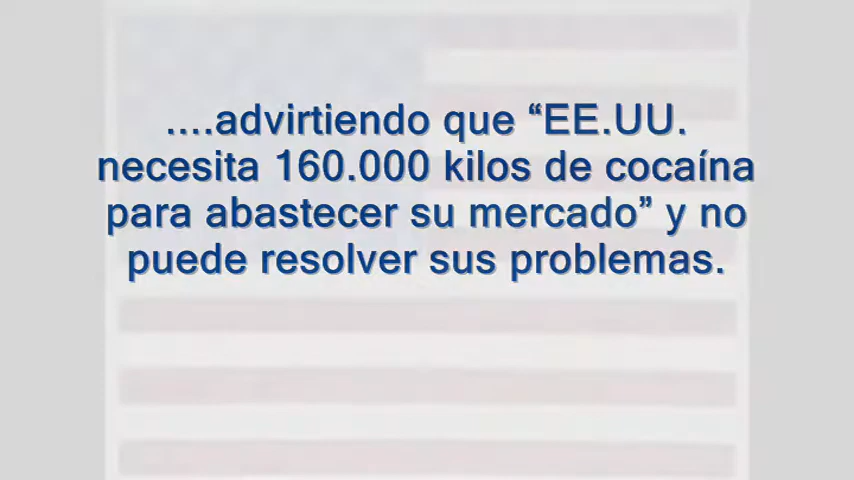 ....advirtiendo que “EE.UU.
necesita 160.000 kilos de cocaína
para abastecer su mercado” y no
puede resolver sus problemas.